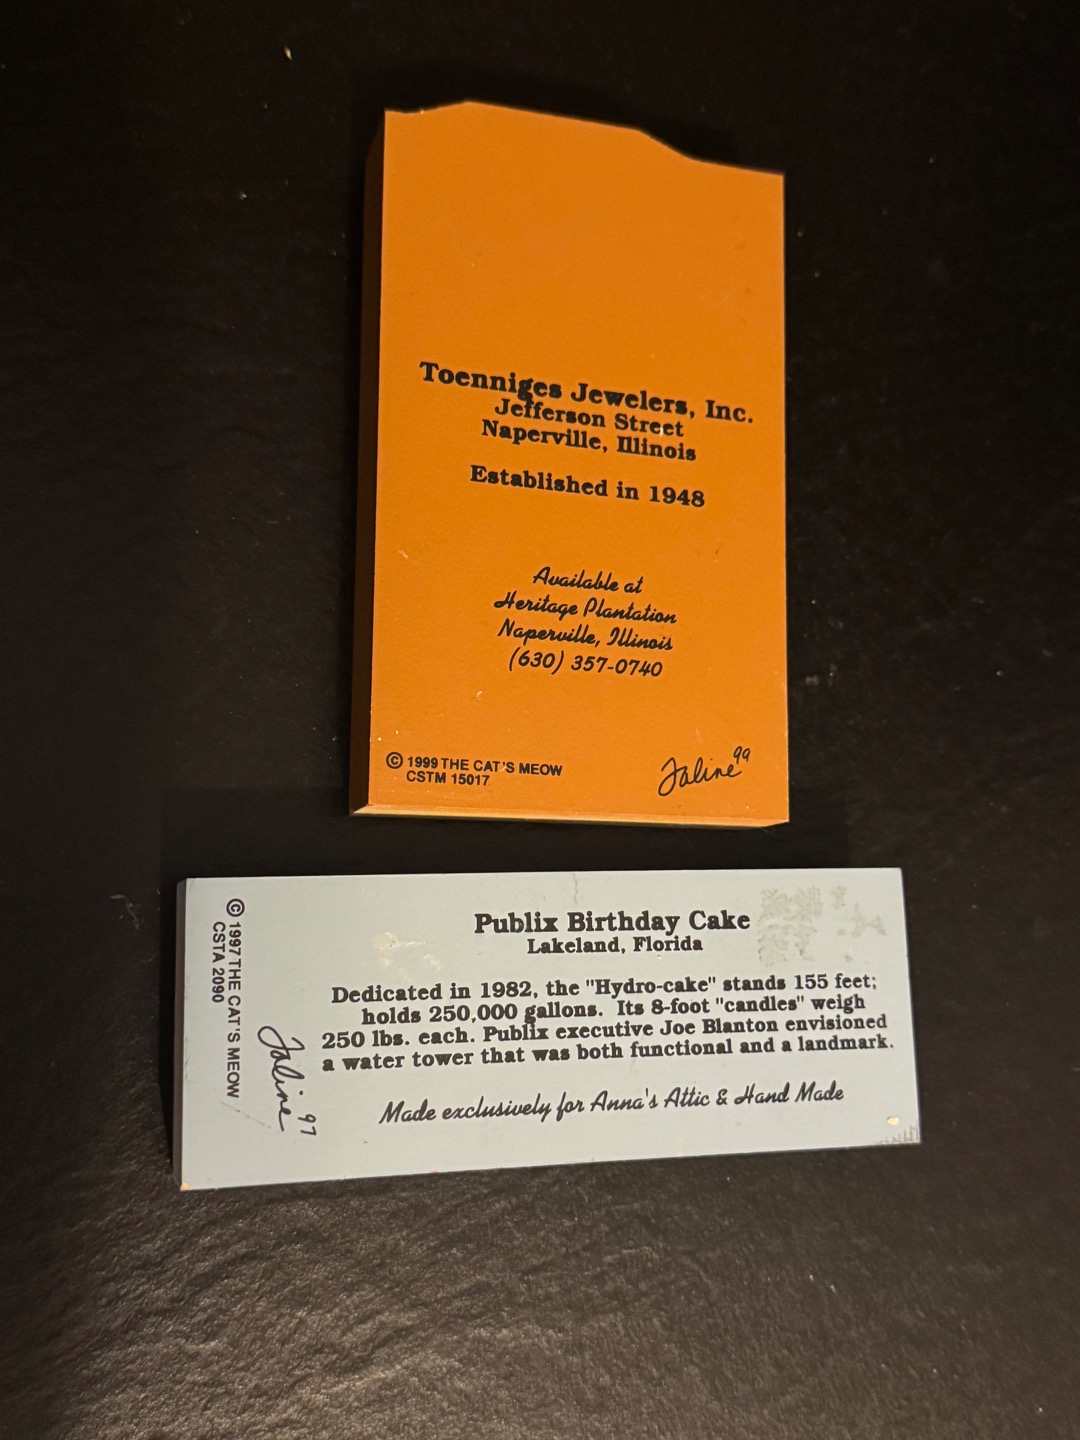 Toenniges Jewelers, Inc.
Jefferson Street
Naperville, Illinois
Established in 1948
Available at
Heritage Plantation
Naperville, Illinois
(630) 357-0740
© 1999 THE CAT'S MEOW
CSTM 15017
Faline 99
Publix Birthday Cake
Lakeland, Florida
Dedicated in 1982, the "Hydro-cake" stands 155 feet;
holds 250,000 gallons. Its 8-foot "candles" weigh
250 lbs. each. Publix executive Joe Blanton envisioned
a water tower that was both functional and a landmark.
Made exclusively for Anna's Attic & Hand Made
© 1997 THE CAT'S MEOW
CSTA 2090
Faline 97